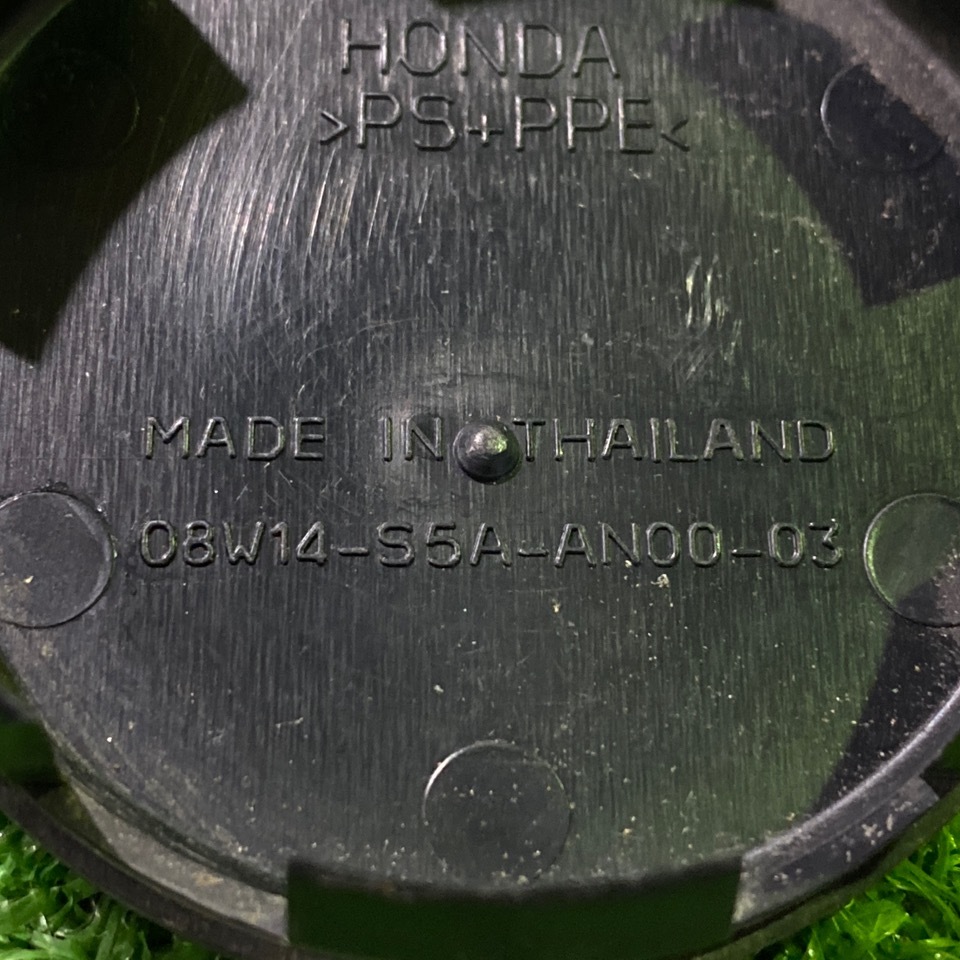 HONDA
>PS+PPE<
MADE IN THAILAND
08W14-S5A-AN00-03